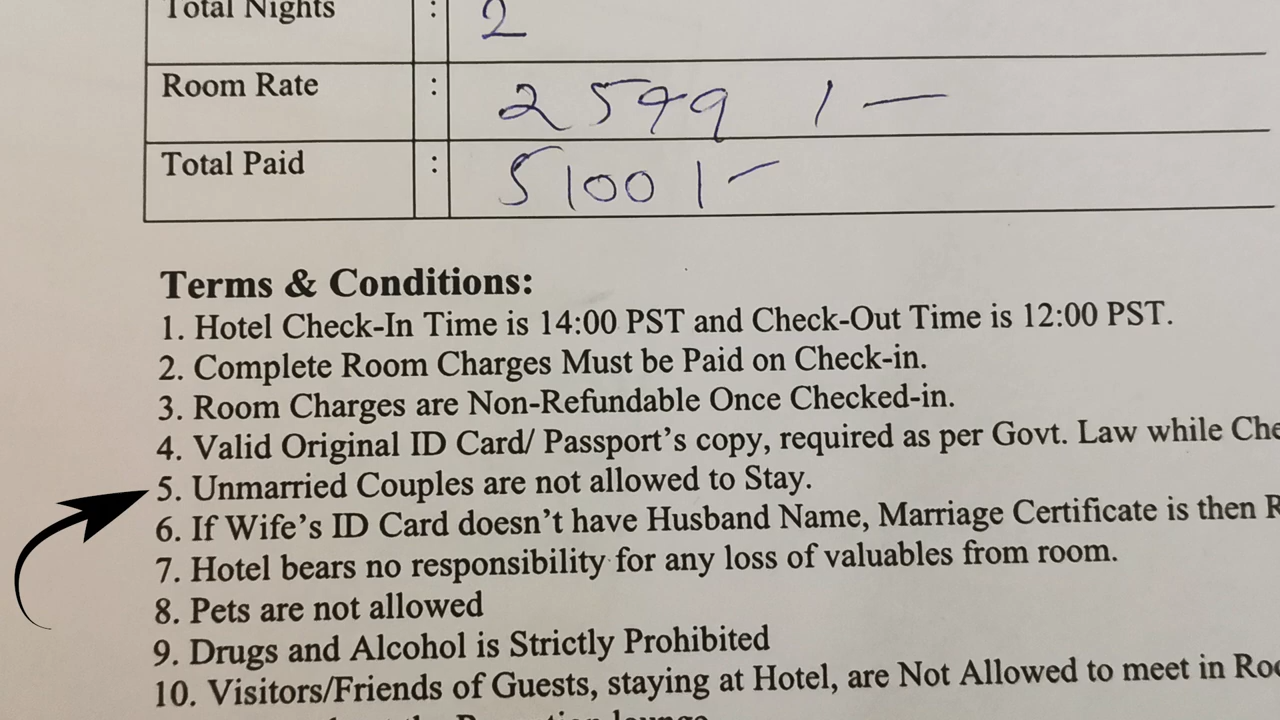 Total Nights : 2
Room Rate : 2599 /-
Total Paid : 5100/-
Terms & Conditions:
1. Hotel Check-In Time is 14:00 PST and Check-Out Time is 12:00 PST.
2. Complete Room Charges Must be Paid on Check-in.
3. Room Charges are Non-Refundable Once Checked-in.
4. Valid Original ID Card/ Passport's copy, required as per Govt. Law while Che
5. Unmarried Couples are not allowed to Stay.
6. If Wife's ID Card doesn't have Husband Name, Marriage Certificate is then R
7. Hotel bears no responsibility for any loss of valuables from room.
8. Pets are not allowed
9. Drugs and Alcohol is Strictly Prohibited
10. Visitors/Friends of Guests, staying at Hotel, are Not Allowed to meet in Roo
the Reception lounge